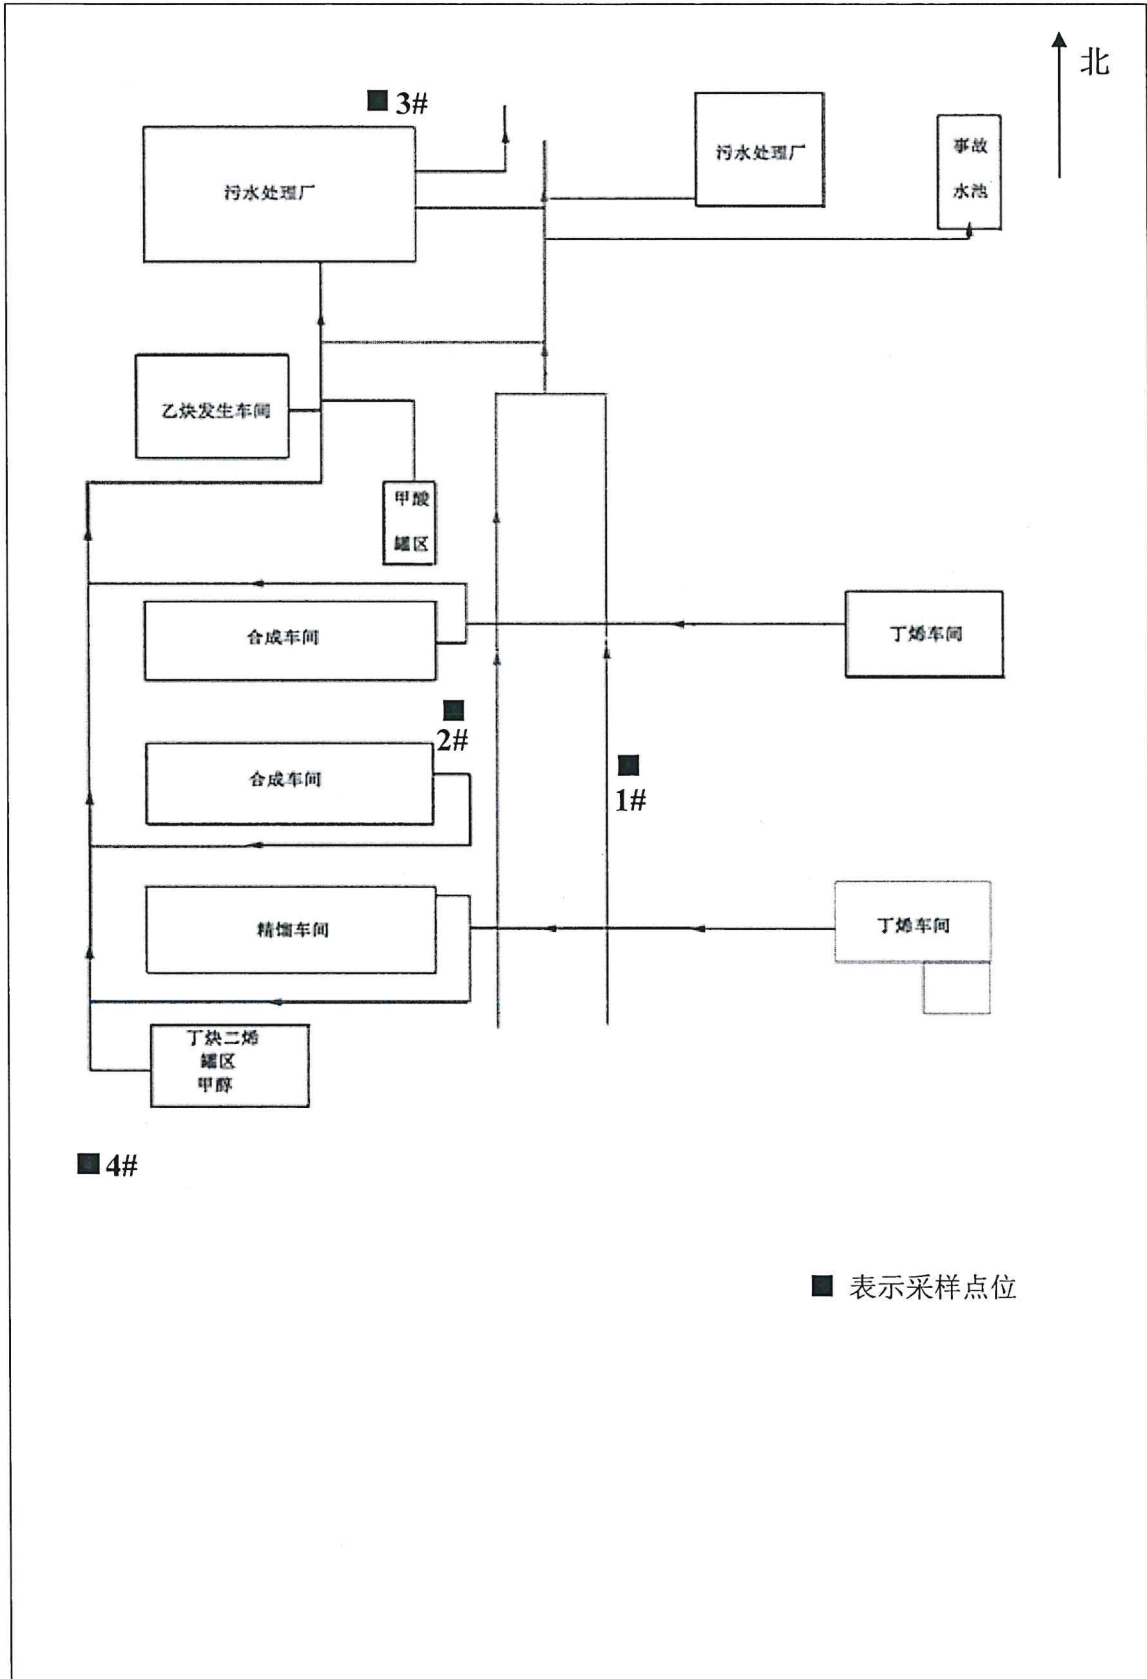 北
3#
污水处理厂
污水处理厂
事故
水池
乙炔发生车间
甲酸
罐区
合成车间
丁烯车间
2#
合成车间
1#
精馏车间
丁烯车间
丁炔二烯
罐区
甲醇
4#
表示采样点位